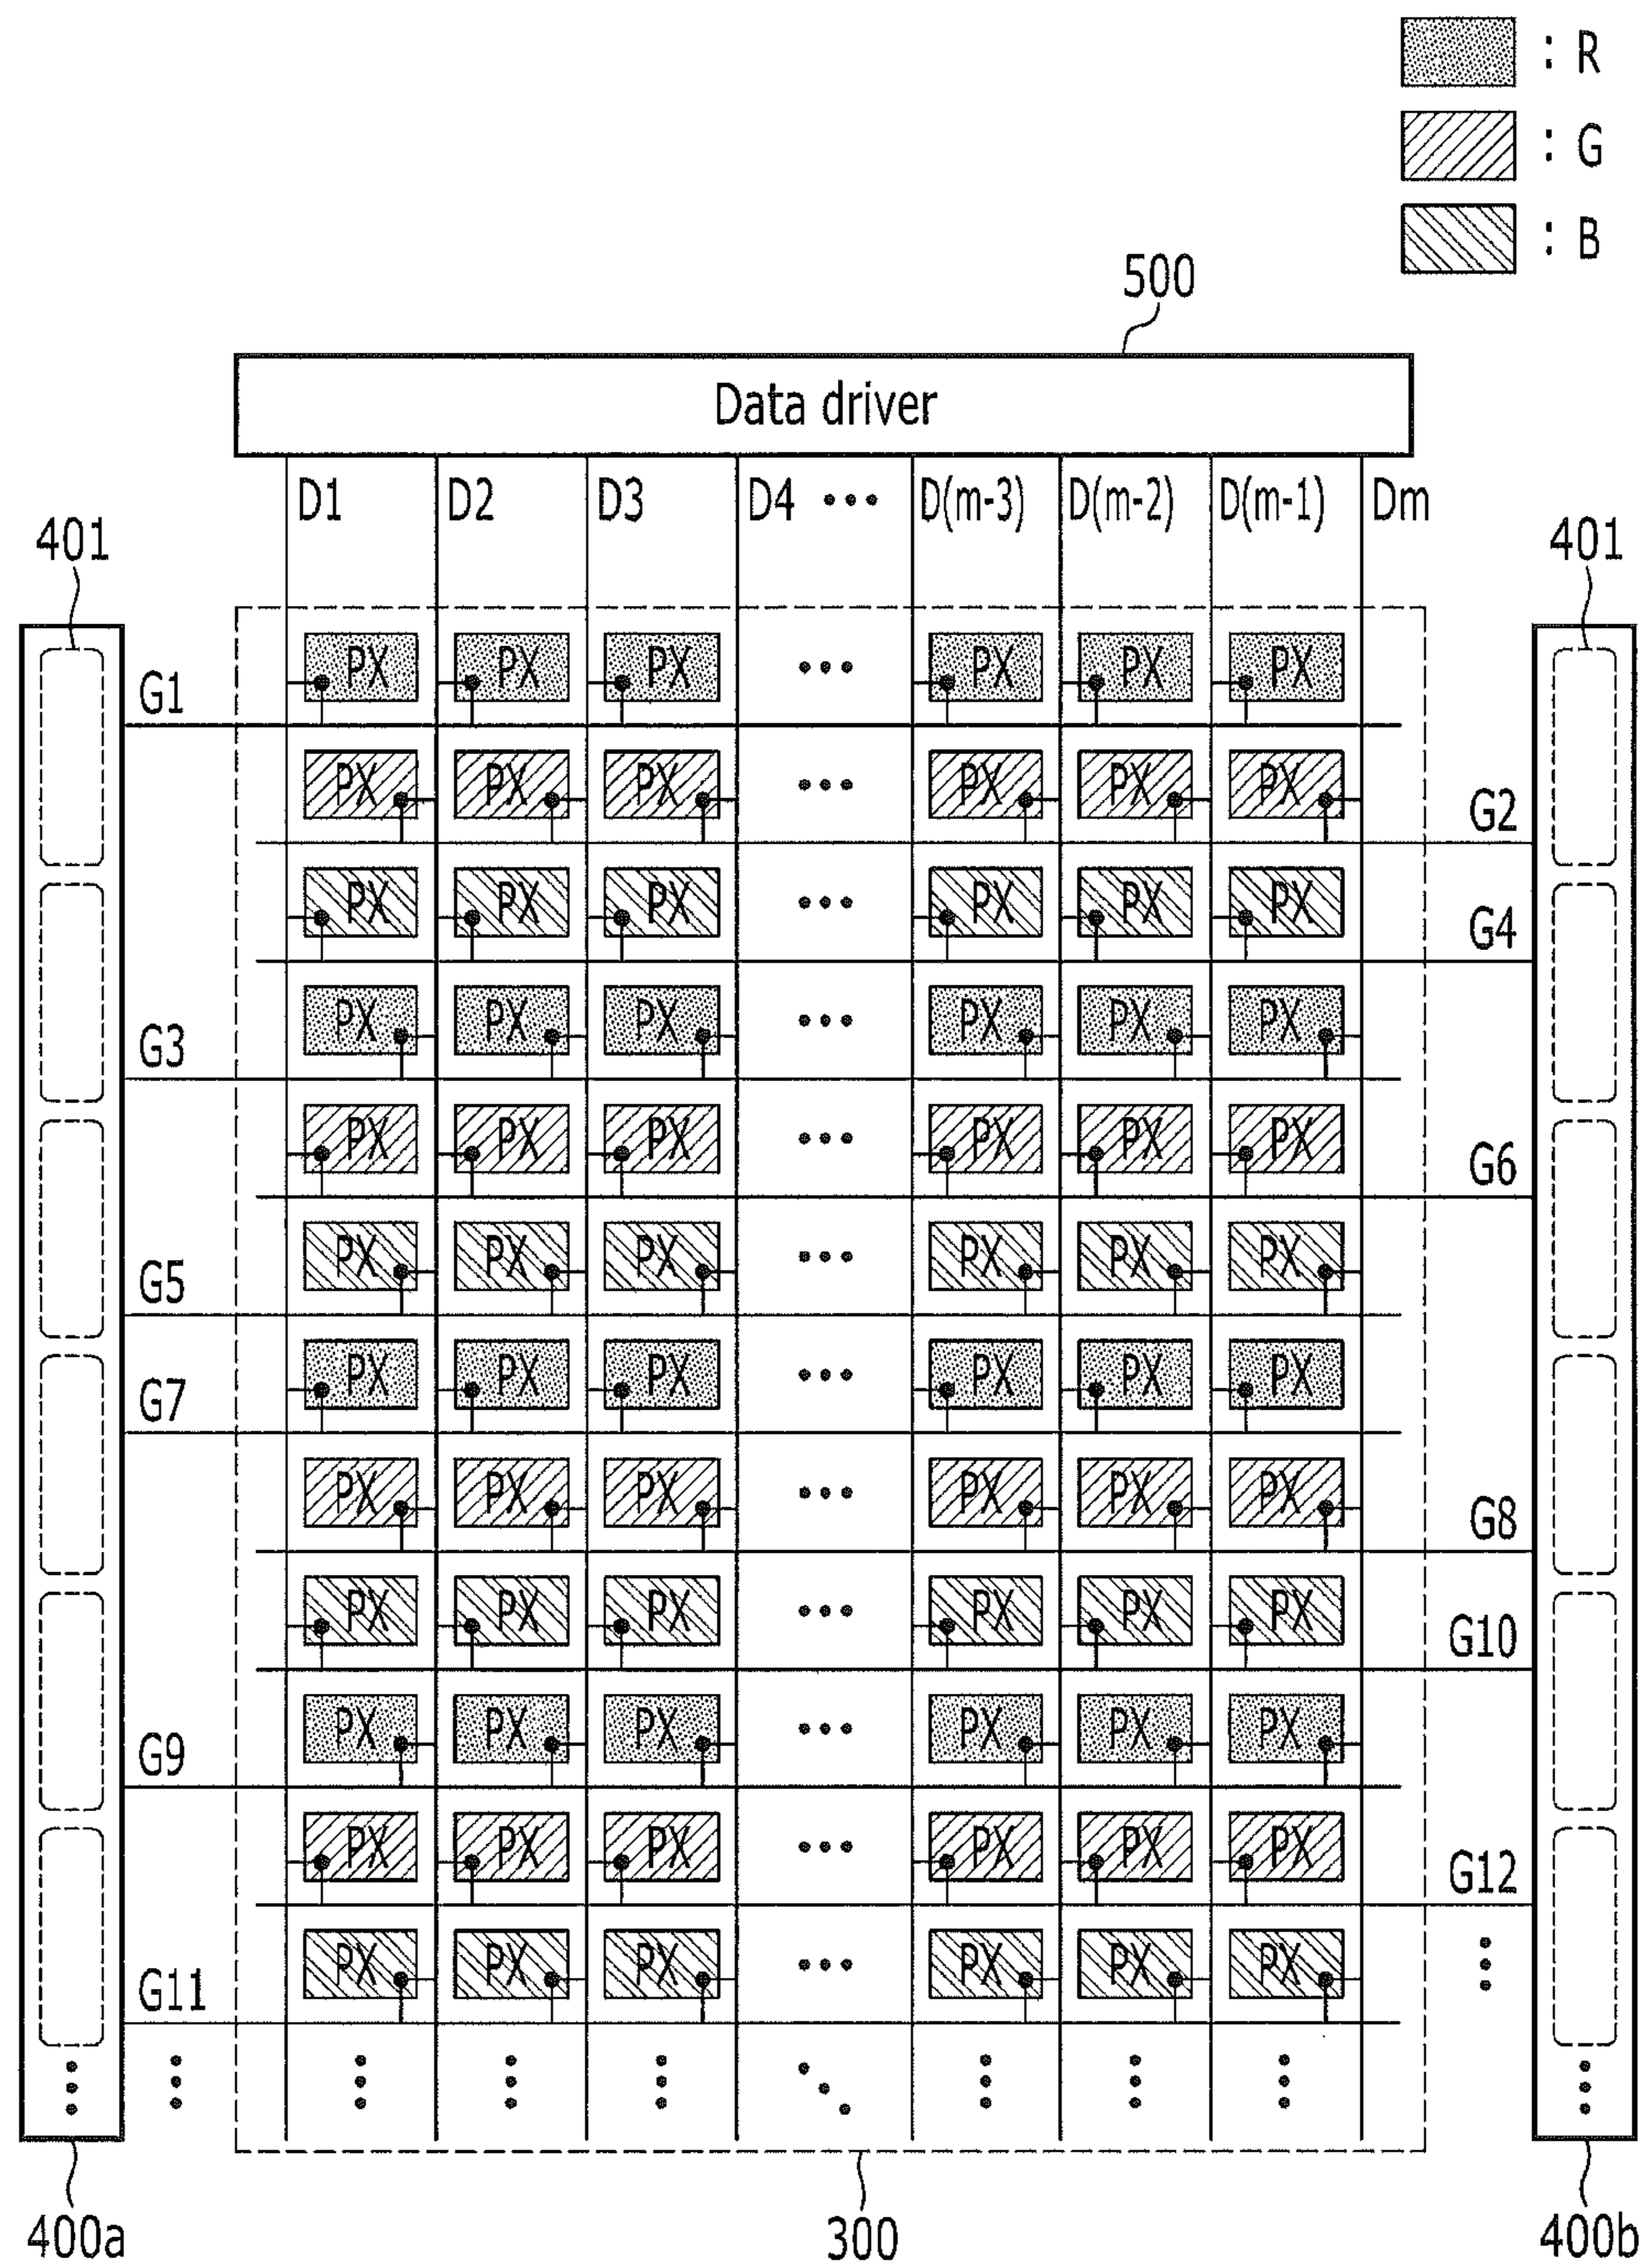 : R
: G
: B
500
Data driver
D1 D2 D3 D4 ••• D(m-3) D(m-2) D(m-1) Dm
401 401
PX PX PX ••• PX PX PX
G1
PX PX PX ••• PX PX PX
G2
PX PX PX ••• PX PX PX
G4
PX PX PX ••• PX PX PX
G3
PX PX PX ••• PX PX PX
G6
PX PX PX ••• PX PX PX
G5
PX PX PX ••• PX PX PX
G7
PX PX PX ••• PX PX PX
G8
PX PX PX ••• PX PX PX
G10
PX PX PX ••• PX PX PX
G9
PX PX PX ••• PX PX PX
G12
PX PX PX ••• PX PX PX
G11
400a 300 400b